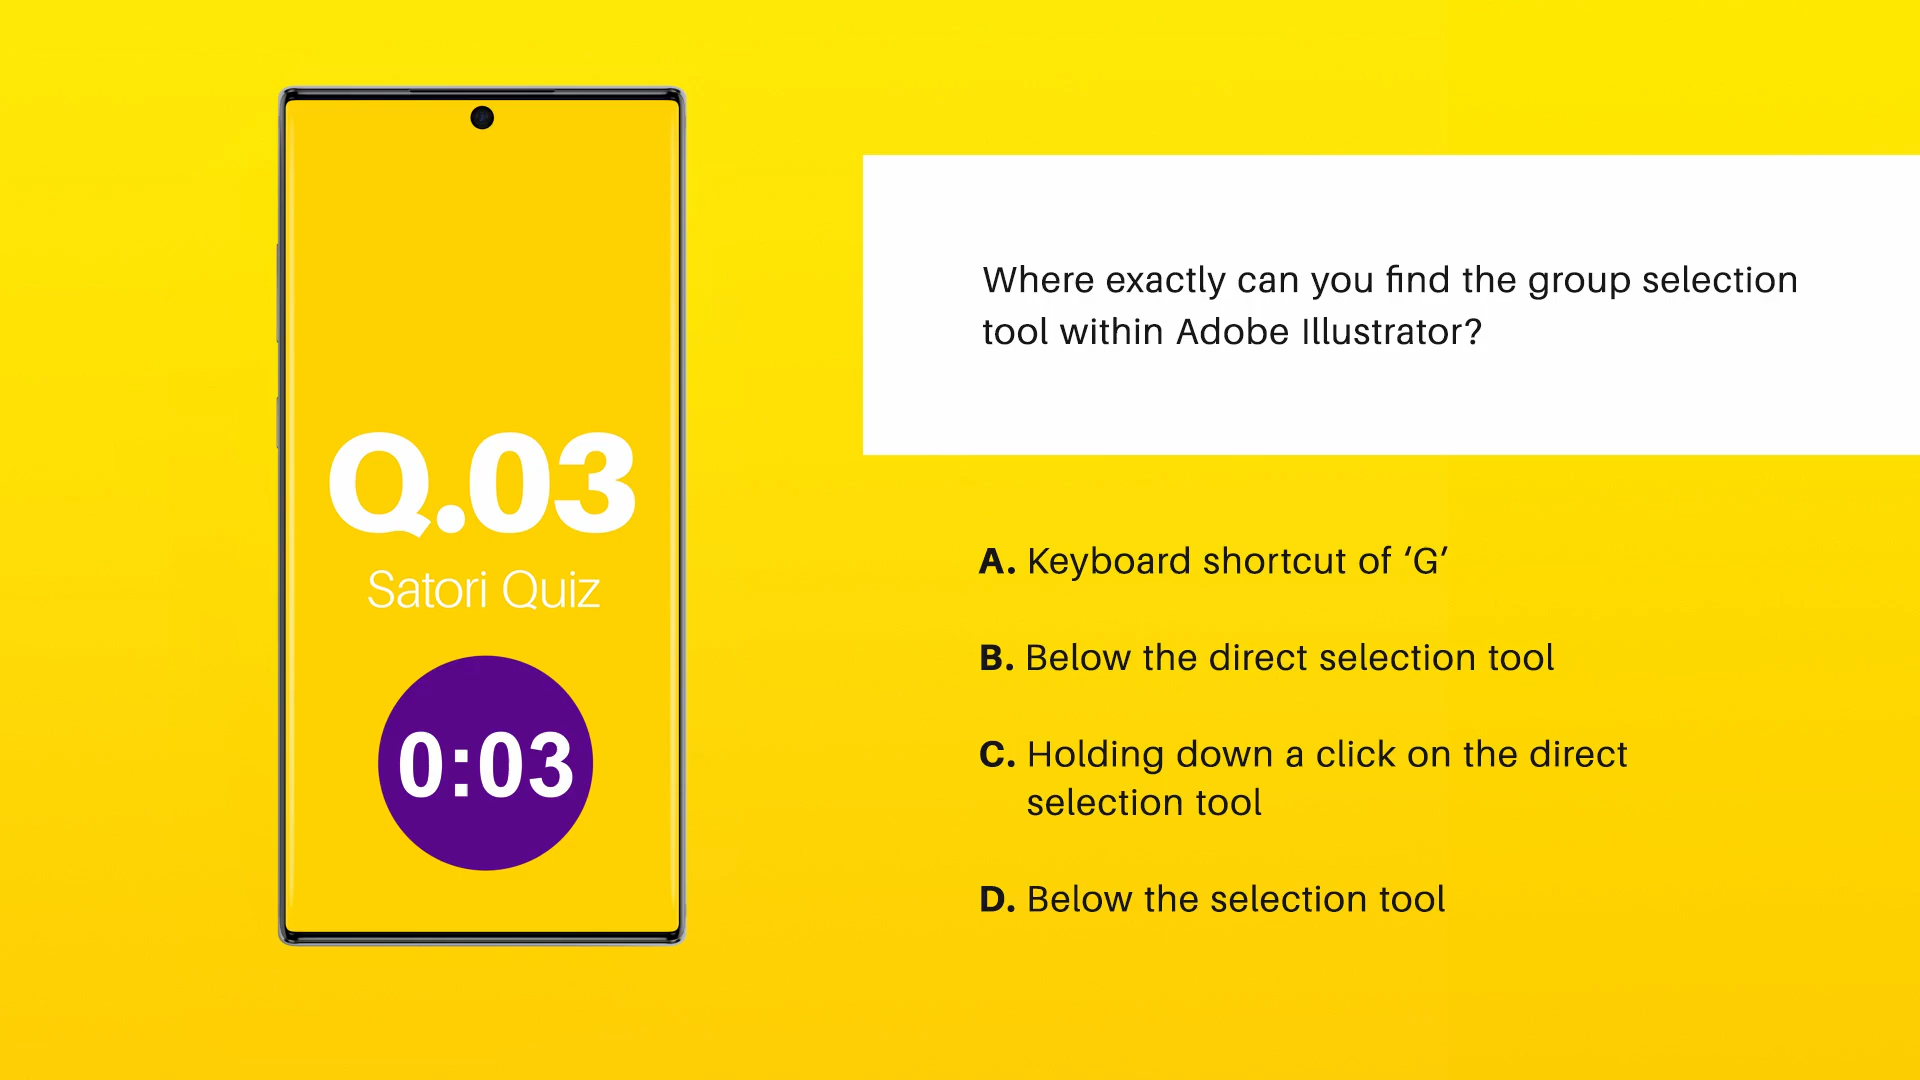 Q.03
Satori Quiz
0:03
Where exactly can you find the group selection
tool within Adobe Illustrator?
A. Keyboard shortcut of ‘G’
B. Below the direct selection tool
C. Holding down a click on the direct
selection tool
D. Below the selection tool